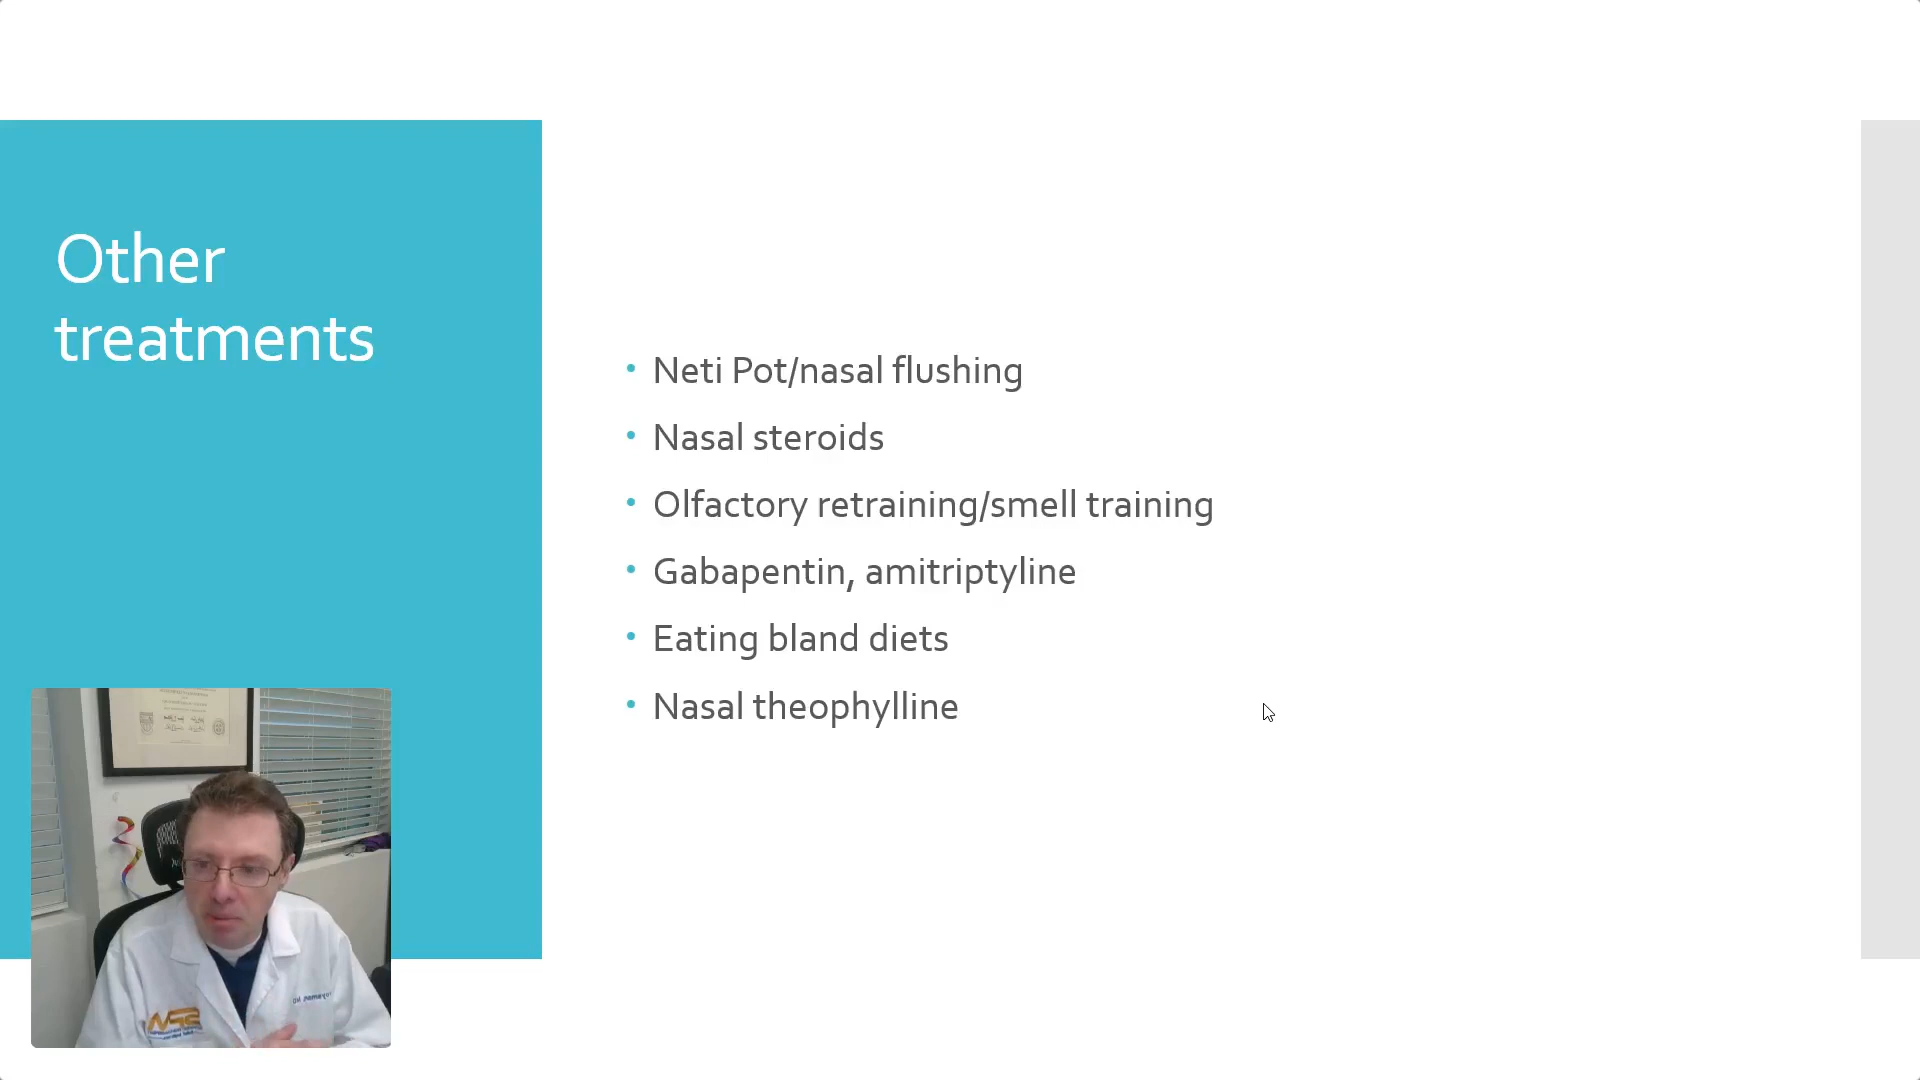 Other
treatments
• Neti Pot/nasal flushing
• Nasal steroids
• Olfactory retraining/smell training
• Gabapentin, amitriptyline
• Eating bland diets
• Nasal theophylline